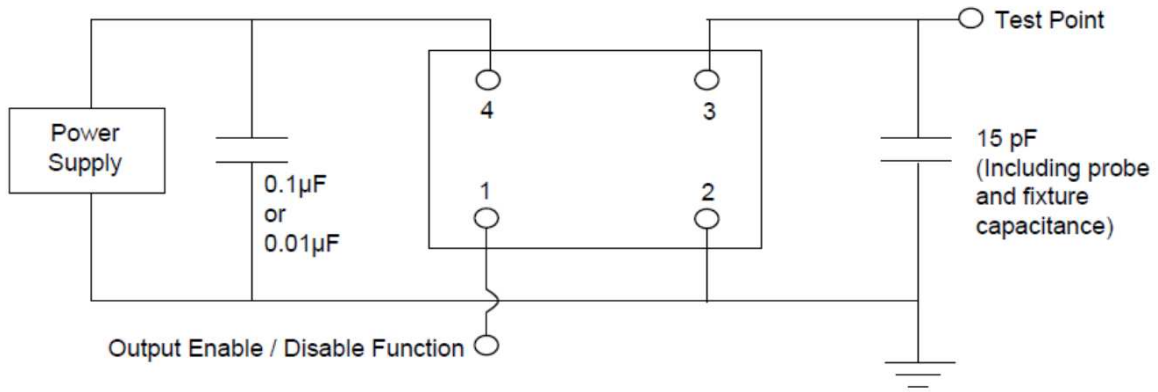 Test Point
4
3
Power
Supply
15 pF
(Including probe
and fixture
capacitance)
0.1µF
or
0.01µF
1
2
Output Enable / Disable Function